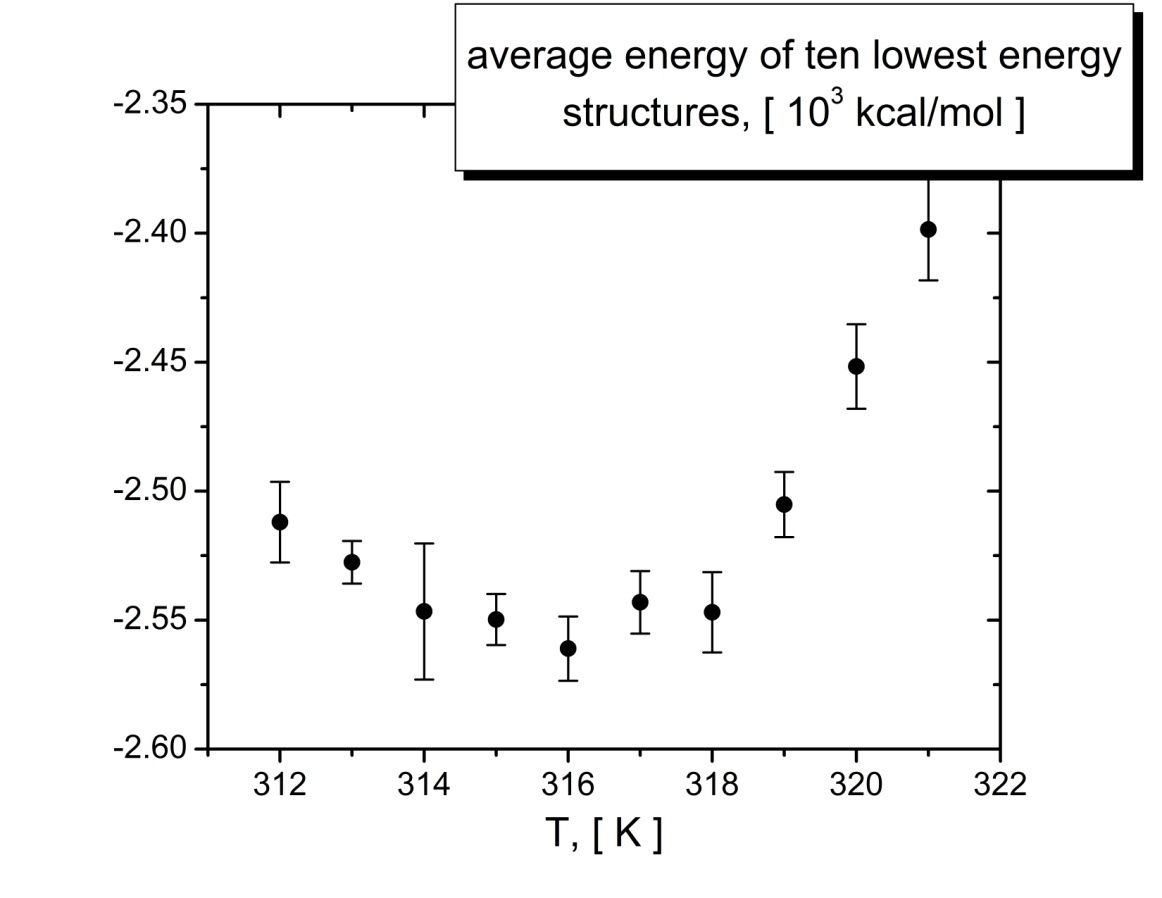 average energy of ten lowest energy
structures, [ 10³ kcal/mol ]
-2.35
-2.40
-2.45
-2.50
-2.55
-2.60
312 314 316 318 320 322
T, [ K ]